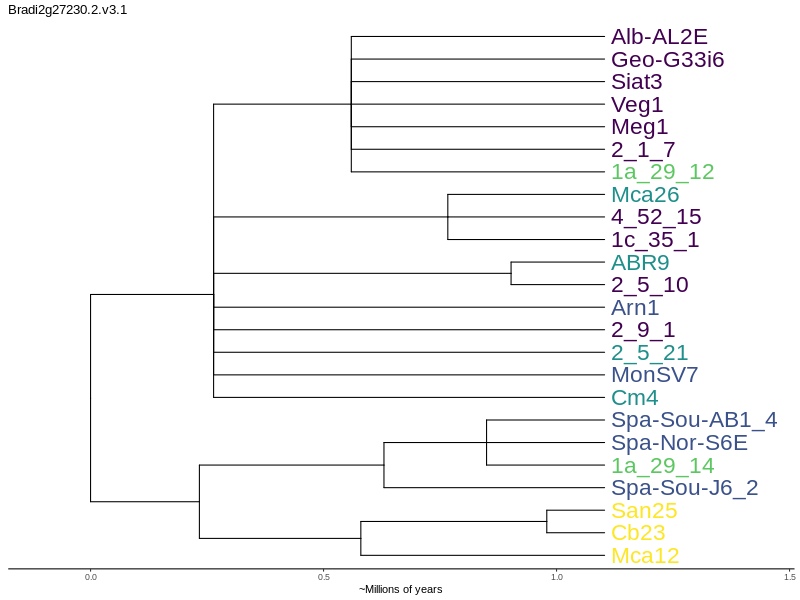 Bradi2g27230.2.v3.1
Alb-AL2E
Geo-G33i6
Siat3
Veg1
Meg1
2_1_7
1a_29_12
Mca26
4_52_15
1c_35_1
ABR9
2_5_10
Arn1
2_9_1
2_5_21
MonSV7
Cm4
Spa-Sou-AB1_4
Spa-Nor-S6E
1a_29_14
Spa-Sou-J6_2
San25
Cb23
Mca12
0.0 0.5 1.0 1.5
~Millions of years